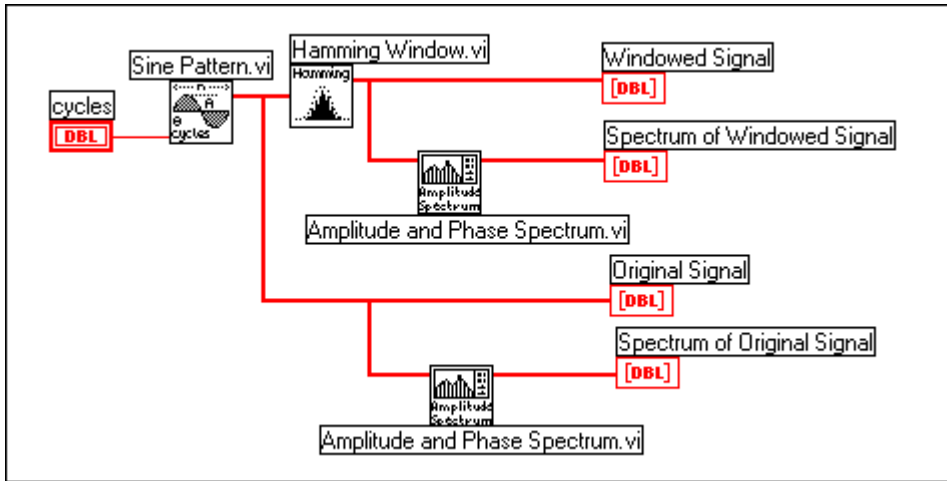 Hamming Window.vi
Windowed Signal
Sine Pattern.vi
Hamming
[DBL]
n
A
θ
cycles
cycles
DBL
Spectrum of Windowed Signal
[DBL]
Amplitude
Spectrum
Amplitude and Phase Spectrum.vi
Original Signal
[DBL]
Spectrum of Original Signal
[DBL]
Amplitude
Spectrum
Amplitude and Phase Spectrum.vi